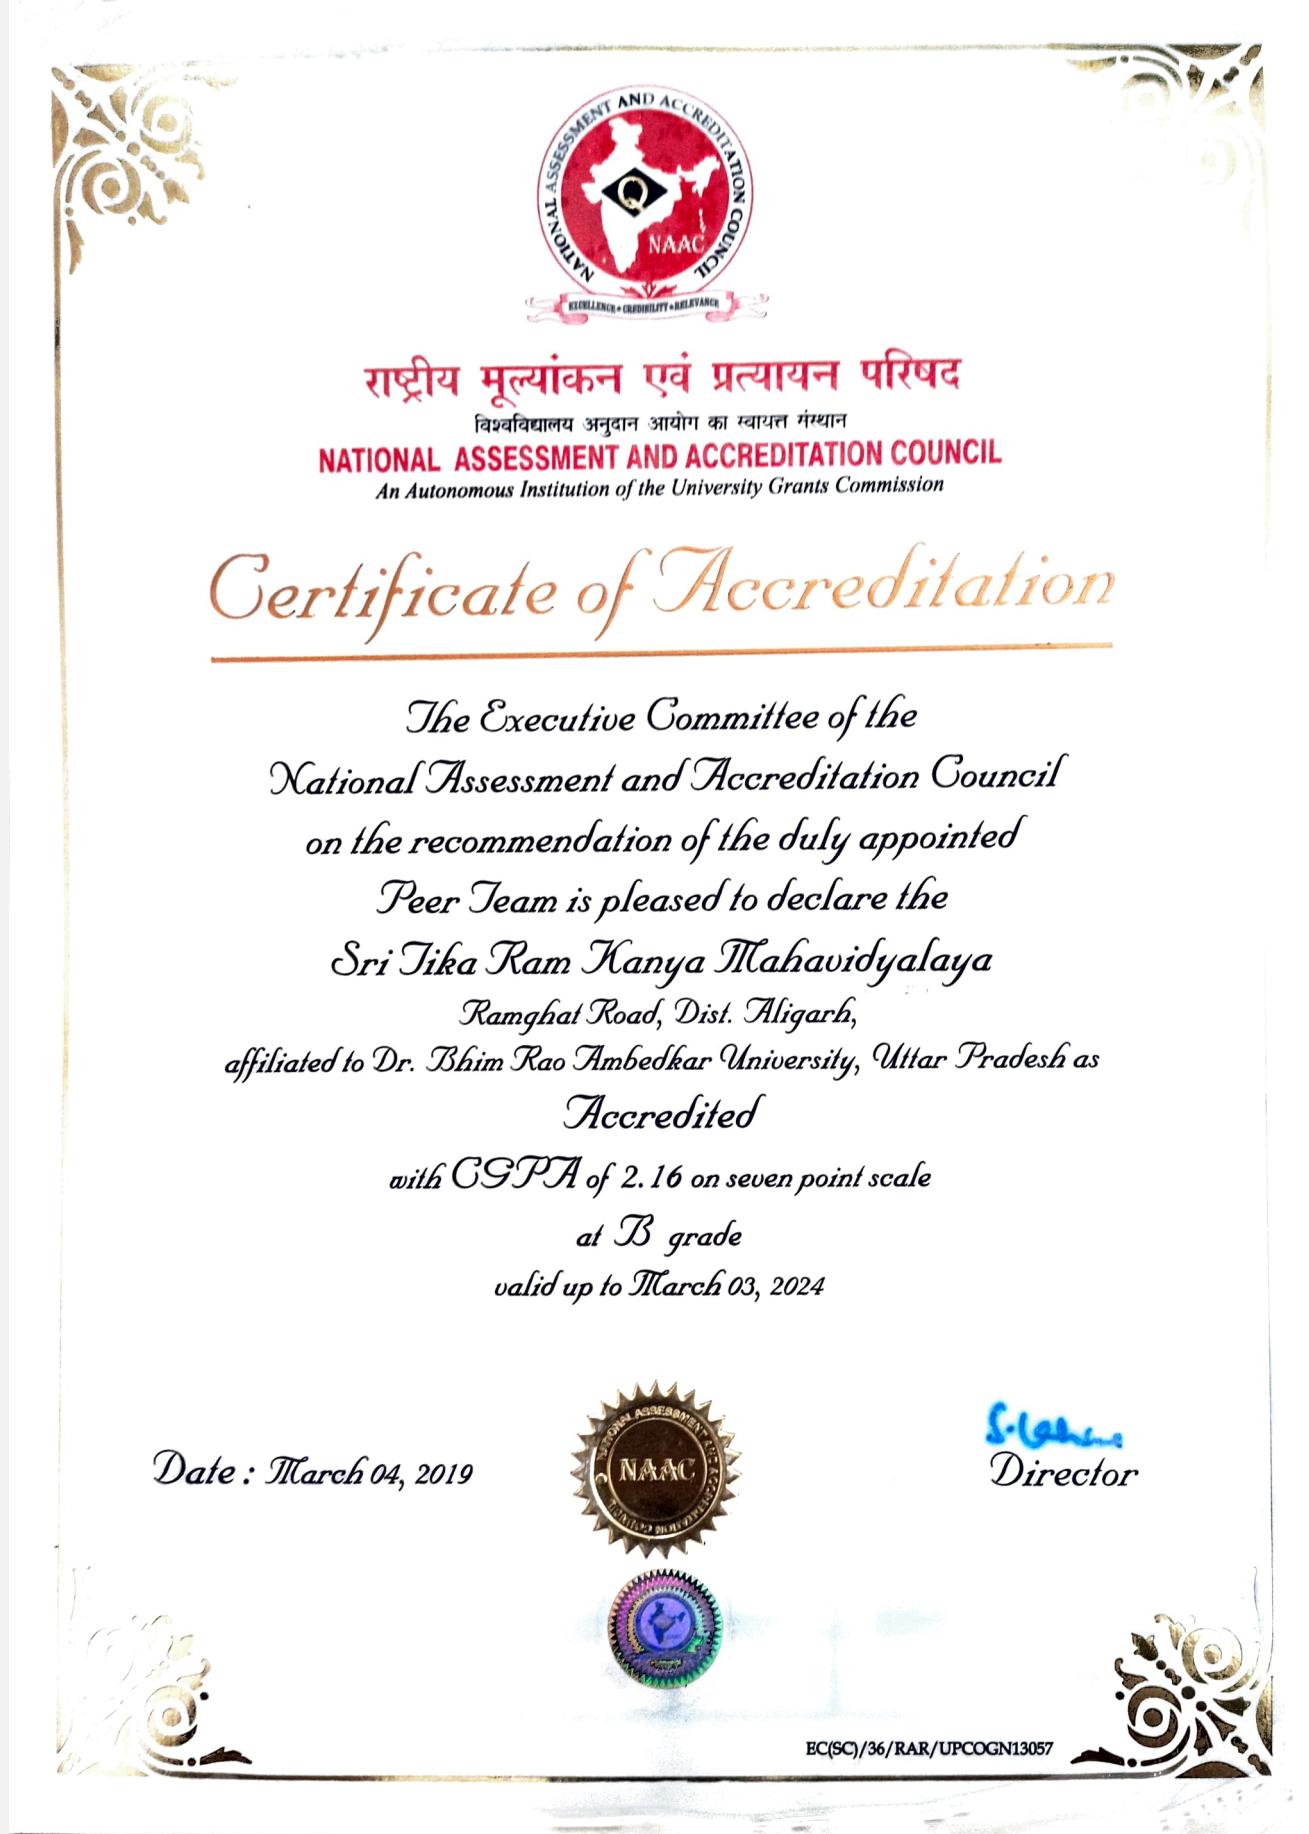 NATIONAL ASSESSMENT AND ACCREDITATION COUNCIL
Q
NAAC
EXCELLENCE • CREDIBILITY • RELEVANCE
राष्ट्रीय मूल्यांकन एवं प्रत्यायन परिषद
विश्वविद्यालय अनुदान आयोग का स्वायत्त संस्थान
NATIONAL ASSESSMENT AND ACCREDITATION COUNCIL
An Autonomous Institution of the University Grants Commission
Certificate of Accreditation
The Executive Committee of the
National Assessment and Accreditation Council
on the recommendation of the duly appointed
Peer Team is pleased to declare the
Sri Tika Ram Kanya Mahavidyalaya
Ramghat Road, Dist. Aligarh,
affiliated to Dr. Bhim Rao Ambedkar University, Uttar Pradesh as
Accredited
with CGPA of 2.16 on seven point scale
at B grade
valid up to March 03, 2024
NATIONAL ASSESSMENT AND ACCREDITATION COUNCIL
NAAC
Date : March 04, 2019
Director
EC(SC)/36/RAR/UPCOGN13057